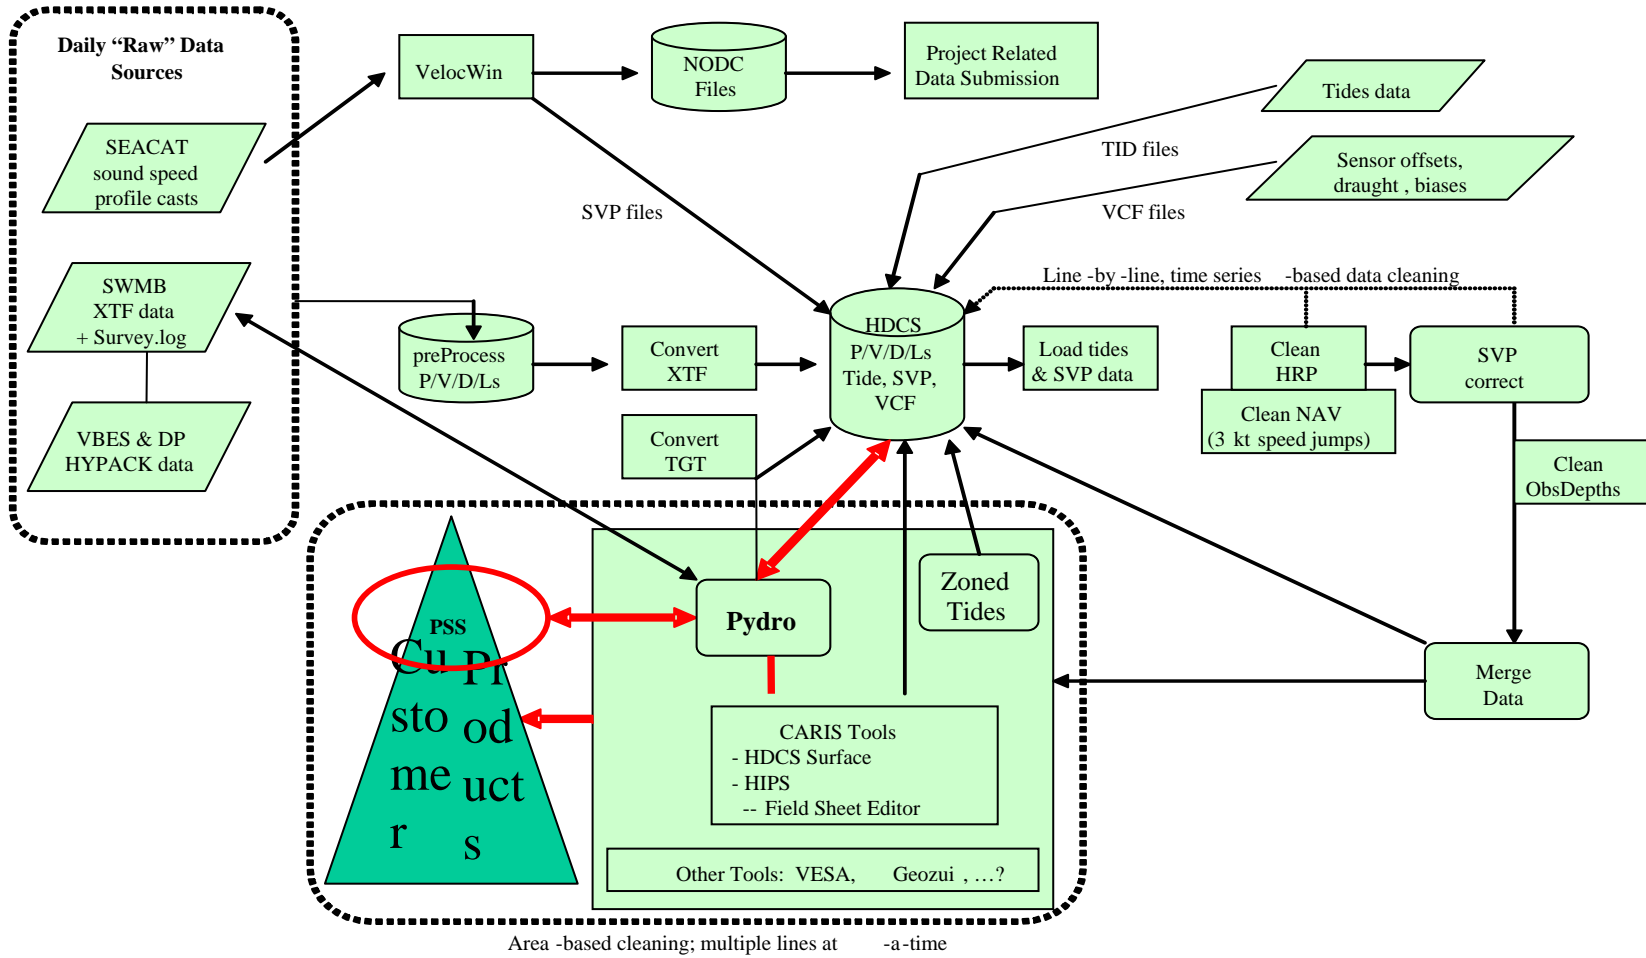 Daily “Raw” Data
Sources
SEACAT
sound speed
profile casts
SWMB
XTF data
+ Survey.log
VBES & DP
HYPACK data
VelocWin
NODC
Files
Project Related
Data Submission
Tides data
Sensor offsets,
draught , biases
TID files
VCF files
SVP files
Line -by -line, time series -based data cleaning
preProcess
P/V/D/Ls
Convert
XTF
Convert
TGT
HDCS
P/V/D/Ls
Tide, SVP,
VCF
Load tides
& SVP data
Clean
HRP
Clean NAV
(3 kt speed jumps)
SVP
correct
Clean
ObsDepths
Merge
Data
Zoned
Tides
Pydro
PSS
Cu
sto
me
r
Pr
od
uct
s
CARIS Tools
- HDCS Surface
- HIPS
-- Field Sheet Editor
Other Tools: VESA, Geozui , …?
Area -based cleaning; multiple lines at -a-time